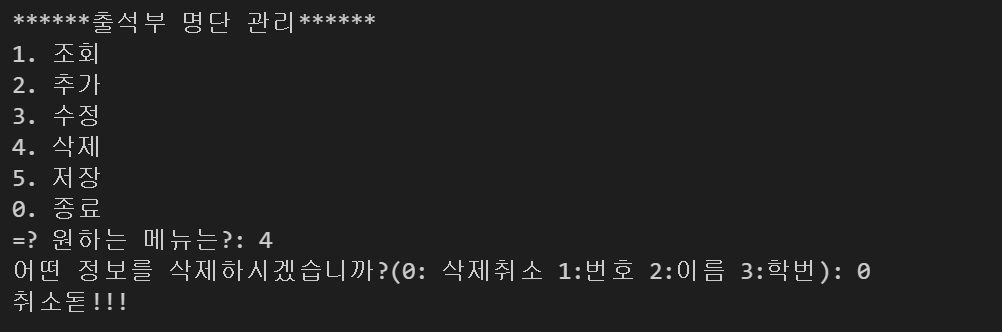 ******출석부 명단 관리******
1. 조회
2. 추가
3. 수정
4. 삭제
5. 저장
0. 종료
=? 원하는 메뉴는?: 4
어떤 정보를 삭제하시겠습니까?(0: 삭제취소 1:번호 2:이름 3:학번): 0
취소돋!!!